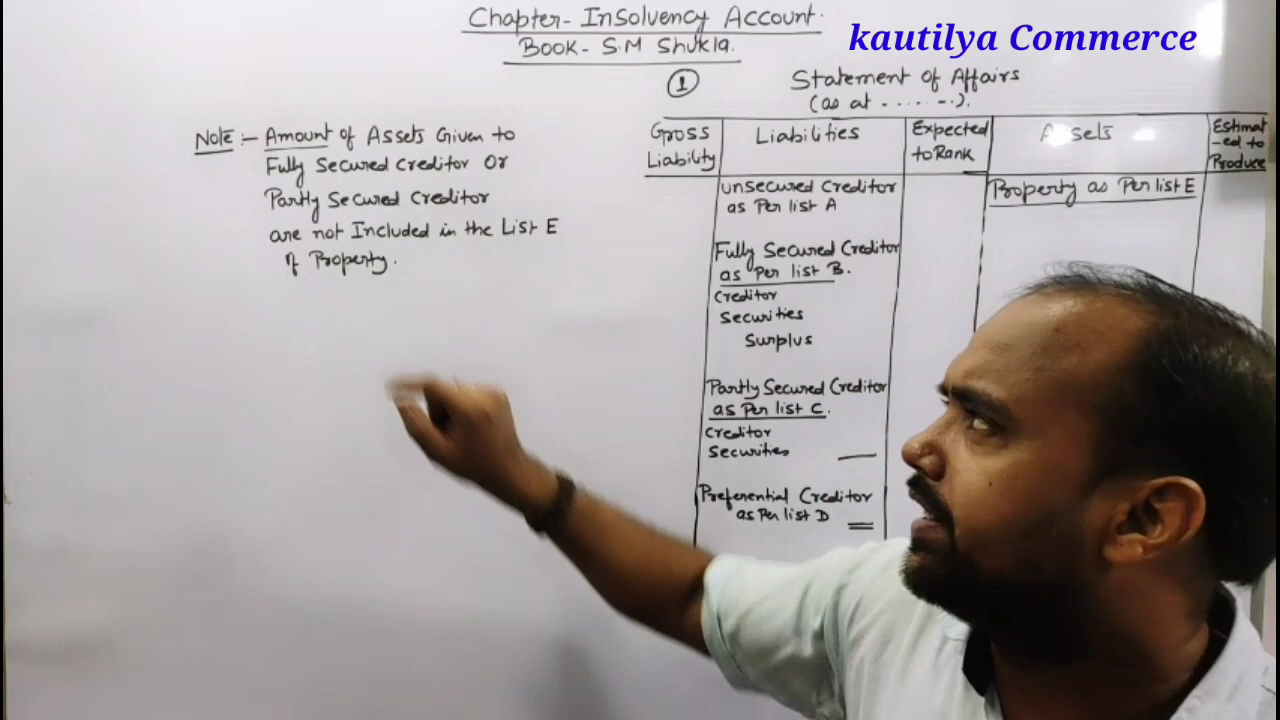 Chapter- Insolvency Account.
Book- S.M Shukla.
kautilya Commerce
1
Statement of Affairs
(as at - .... -.).
Note :- Amount of Assets Given to
Fully Secured Creditor Or
Partly Secured Creditor
are not Included in the List E
of Property.
Gross Liability
Liabilities
Expected to Rank
Assets
Estimat-ed to Produce
Unsecured Creditor
as Per list A
Fully Secured Creditor
as Per list B.
Creditor
Securities
Surplus
Partly Secured Creditor
as Per list C.
Creditor
Securities
Preferential Creditor
as Per list D
Property as Per list E